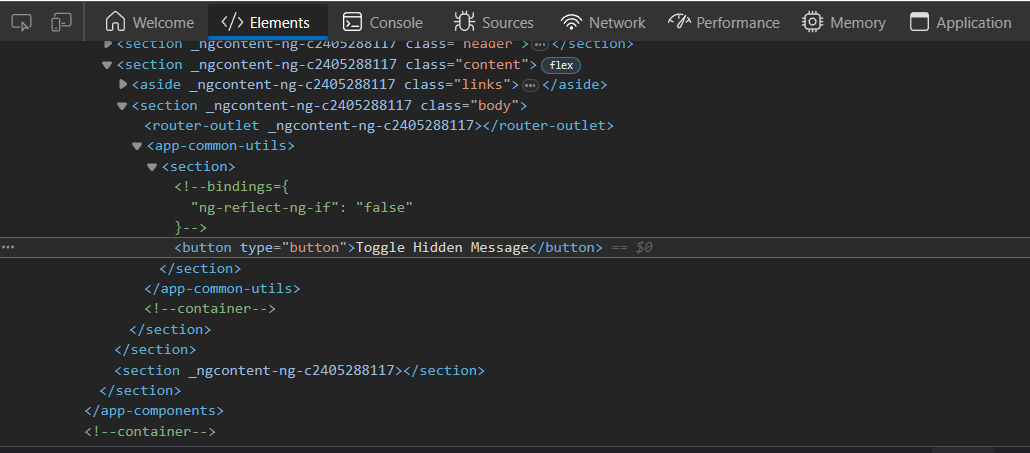 Welcome Elements Console Sources Network Performance Memory Application
<section _ngcontent-ng-c2405288117 class="header">…</section>
<section _ngcontent-ng-c2405288117 class="content"> flex
<aside _ngcontent-ng-c2405288117 class="links">…</aside>
<section _ngcontent-ng-c2405288117 class="body">
<router-outlet _ngcontent-ng-c2405288117></router-outlet>
<app-common-utils>
<section>
<!--bindings={
"ng-reflect-ng-if": "false"
}-->
… <button type="button">Toggle Hidden Message</button> == $0
</section>
</app-common-utils>
<!--container-->
</section>
</section>
<section _ngcontent-ng-c2405288117></section>
</section>
</app-components>
<!--container-->